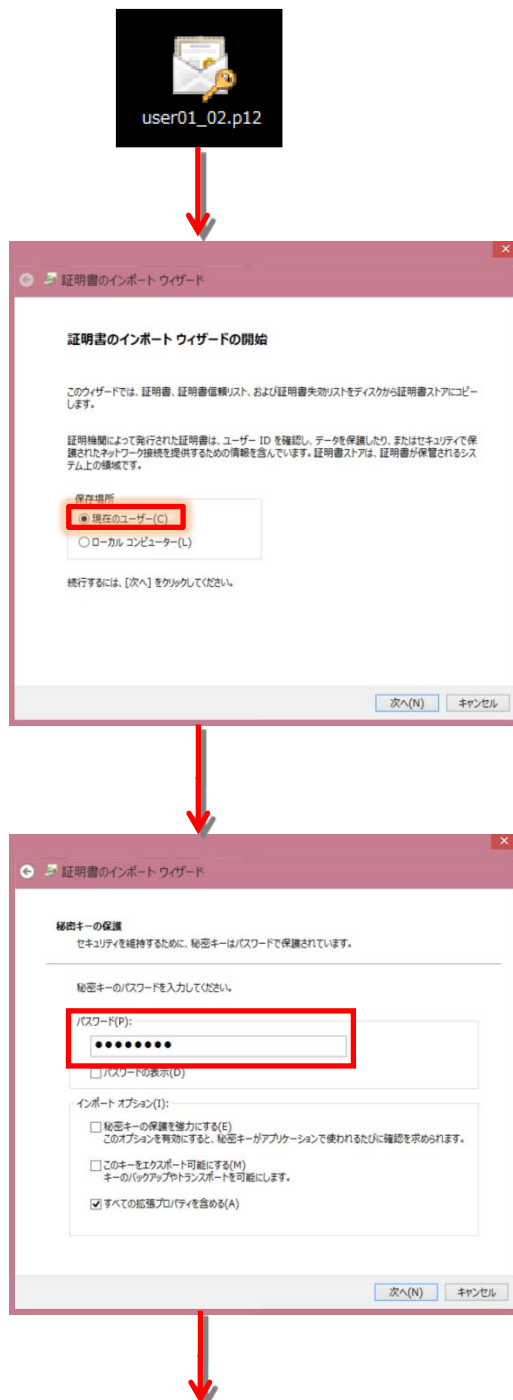 user01_02.p12
証明書のインポート ウィザード
証明書のインポート ウィザードの開始
このウィザードでは、証明書、証明書信頼リスト、および証明書失効リストをディスクから証明書ストアにコピー
します。
証明機関によって発行された証明書は、ユーザー ID を確認し、データを保護したり、またはセキュリティで保
護されたネットワーク接続を提供するための情報を含んでいます。証明書ストアは、証明書が保管されるシス
テム上の領域です。
保存場所
現在のユーザー(C)
ローカル コンピューター(L)
続行するには、[次へ] をクリックしてください。
次へ(N) キャンセル
証明書のインポート ウィザード
秘密キーの保護
セキュリティを維持するために、秘密キーはパスワードで保護されています。
秘密キーのパスワードを入力してください。
パスワード(P):
●●●●●●●●
パスワードの表示(D)
インポート オプション(I):
秘密キーの保護を強力にする(E)
このオプションを有効にすると、秘密キーがアプリケーションで使われるたびに確認を求められます。
このキーをエクスポート可能にする(M)
キーのバックアップやトランスポートを可能にします。
すべての拡張プロパティを含める(A)
次へ(N) キャンセル